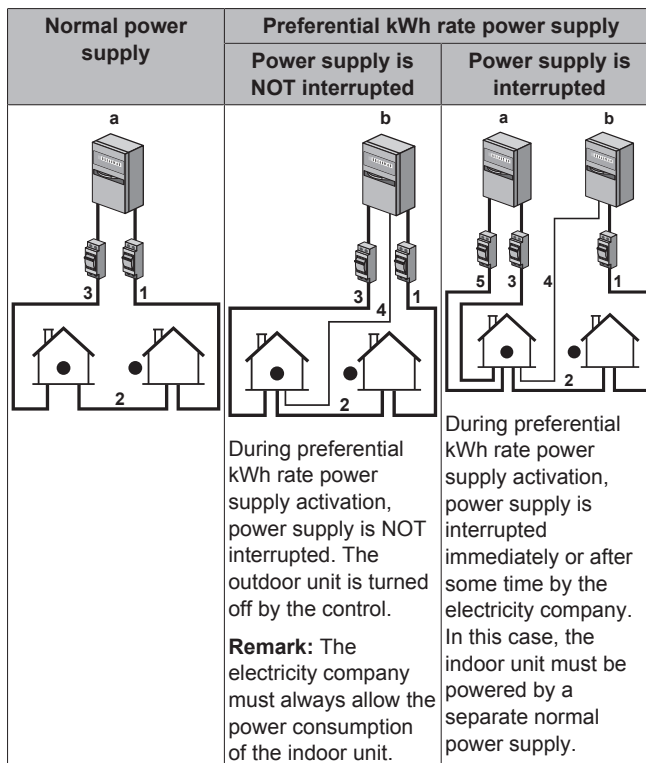 Normal power
supply
Preferential kWh rate power supply
Power supply is
NOT interrupted
Power supply is
interrupted
a
3
1
2
b
3
4
1
2
a
b
5
3
4
1
2
During preferential
kWh rate power
supply activation,
power supply is NOT
interrupted. The
outdoor unit is turned
off by the control.
Remark: The
electricity company
must always allow the
power consumption
of the indoor unit.
During preferential
kWh rate power
supply activation,
power supply is
interrupted
immediately or after
some time by the
electricity company.
In this case, the
indoor unit must be
powered by a
separate normal
power supply.